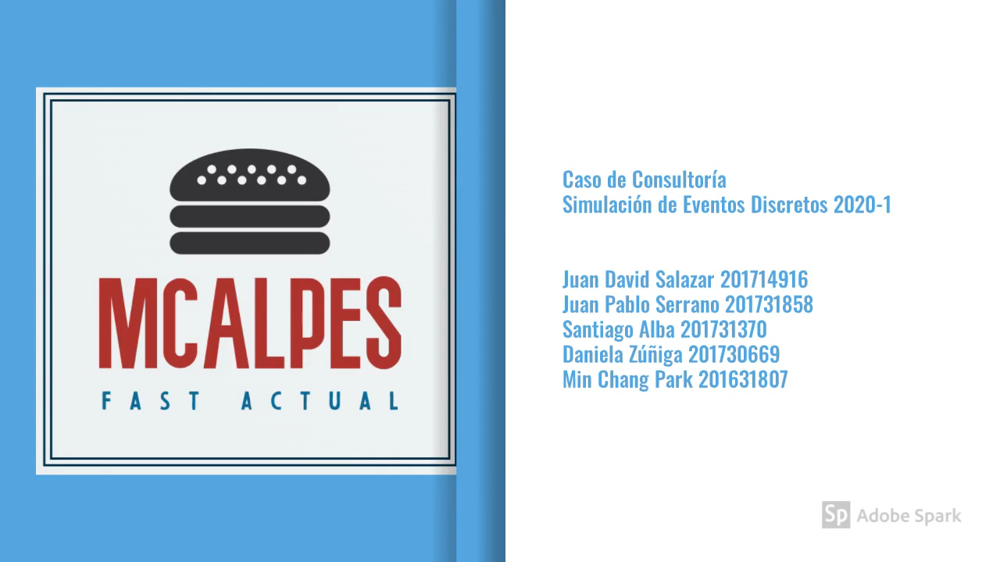 MCALPES
FAST ACTUAL
Caso de Consultoría
Simulación de Eventos Discretos 2020-1
Juan David Salazar 201714916
Juan Pablo Serrano 201731858
Santiago Alba 201731370
Daniela Zúñiga 201730669
Min Chang Park 201631807
Sp Adobe Spark